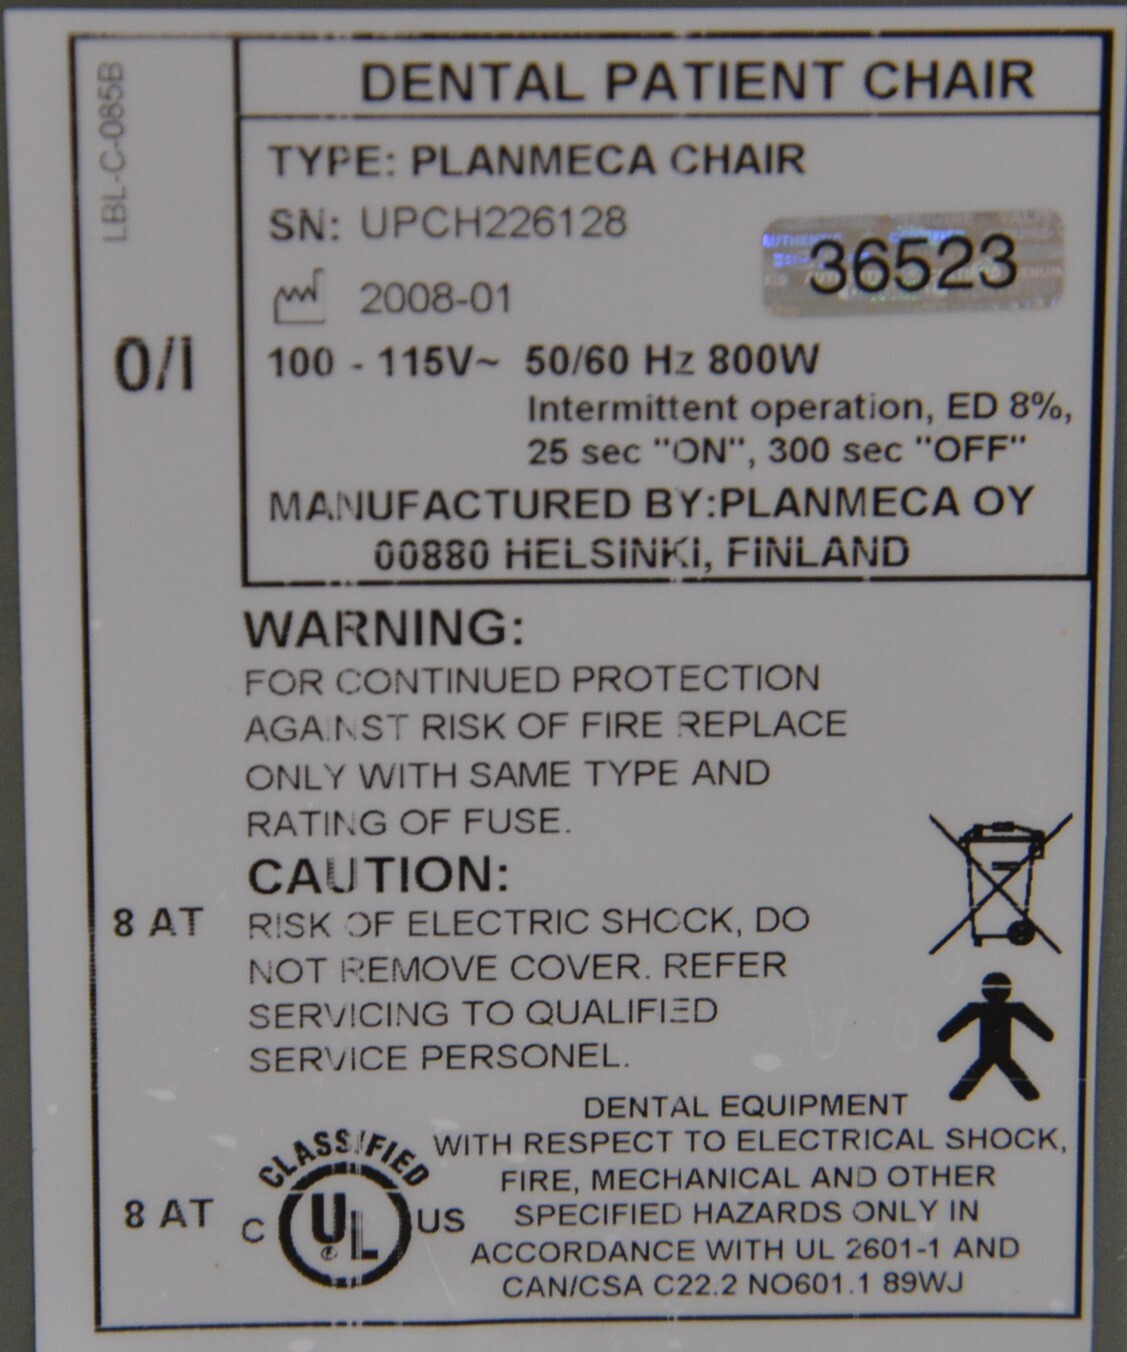 LBL-C-085B
DENTAL PATIENT CHAIR
TYPE: PLANMECA CHAIR
SN: UPCH226128
36523
2008-01
0/I
100 - 115V~ 50/60 Hz 800W
Intermittent operation, ED 8%,
25 sec "ON", 300 sec "OFF"
MANUFACTURED BY:PLANMECA OY
00880 HELSINKI, FINLAND
WARNING:
FOR CONTINUED PROTECTION
AGAINST RISK OF FIRE REPLACE
ONLY WITH SAME TYPE AND
RATING OF FUSE.
CAUTION:
8 AT
RISK OF ELECTRIC SHOCK, DO
NOT REMOVE COVER. REFER
SERVICING TO QUALIFIED
SERVICE PERSONEL.
8 AT
CLASSIFIED
C UL US
DENTAL EQUIPMENT
WITH RESPECT TO ELECTRICAL SHOCK,
FIRE, MECHANICAL AND OTHER
SPECIFIED HAZARDS ONLY IN
ACCORDANCE WITH UL 2601-1 AND
CAN/CSA C22.2 NO601.1 89WJ